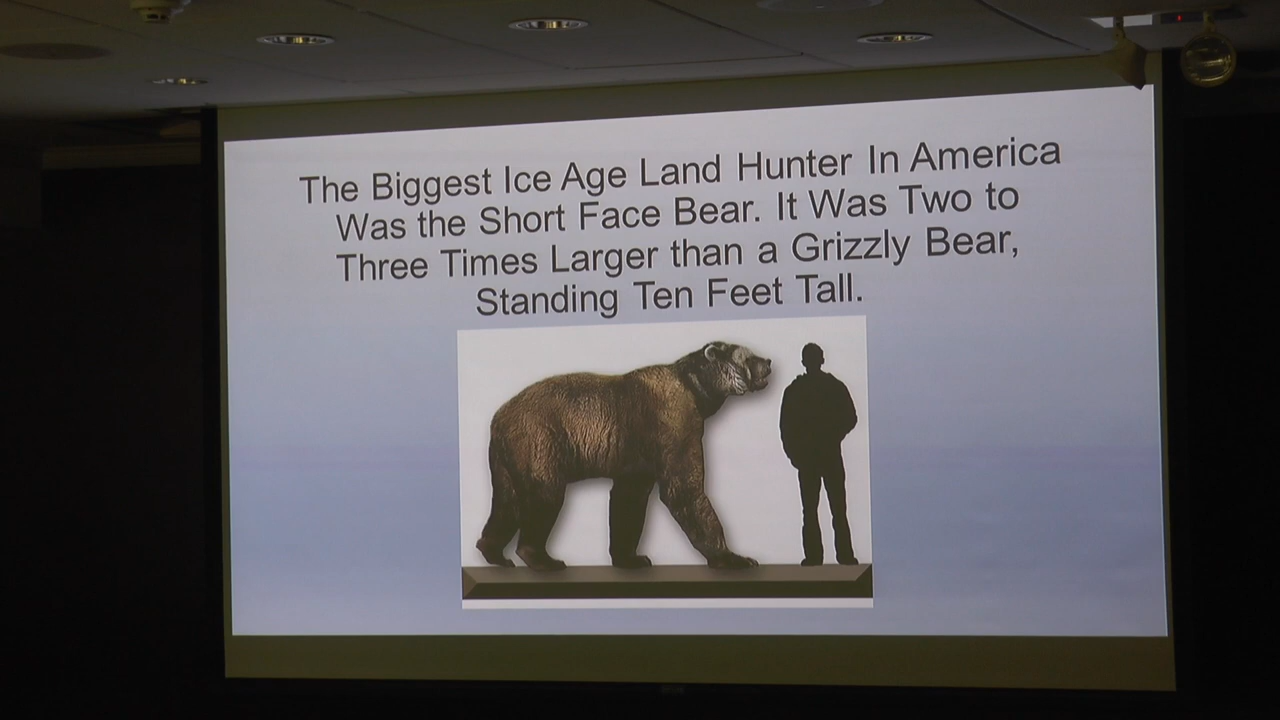 The Biggest Ice Age Land Hunter In America
Was the Short Face Bear. It Was Two to
Three Times Larger than a Grizzly Bear,
Standing Ten Feet Tall.